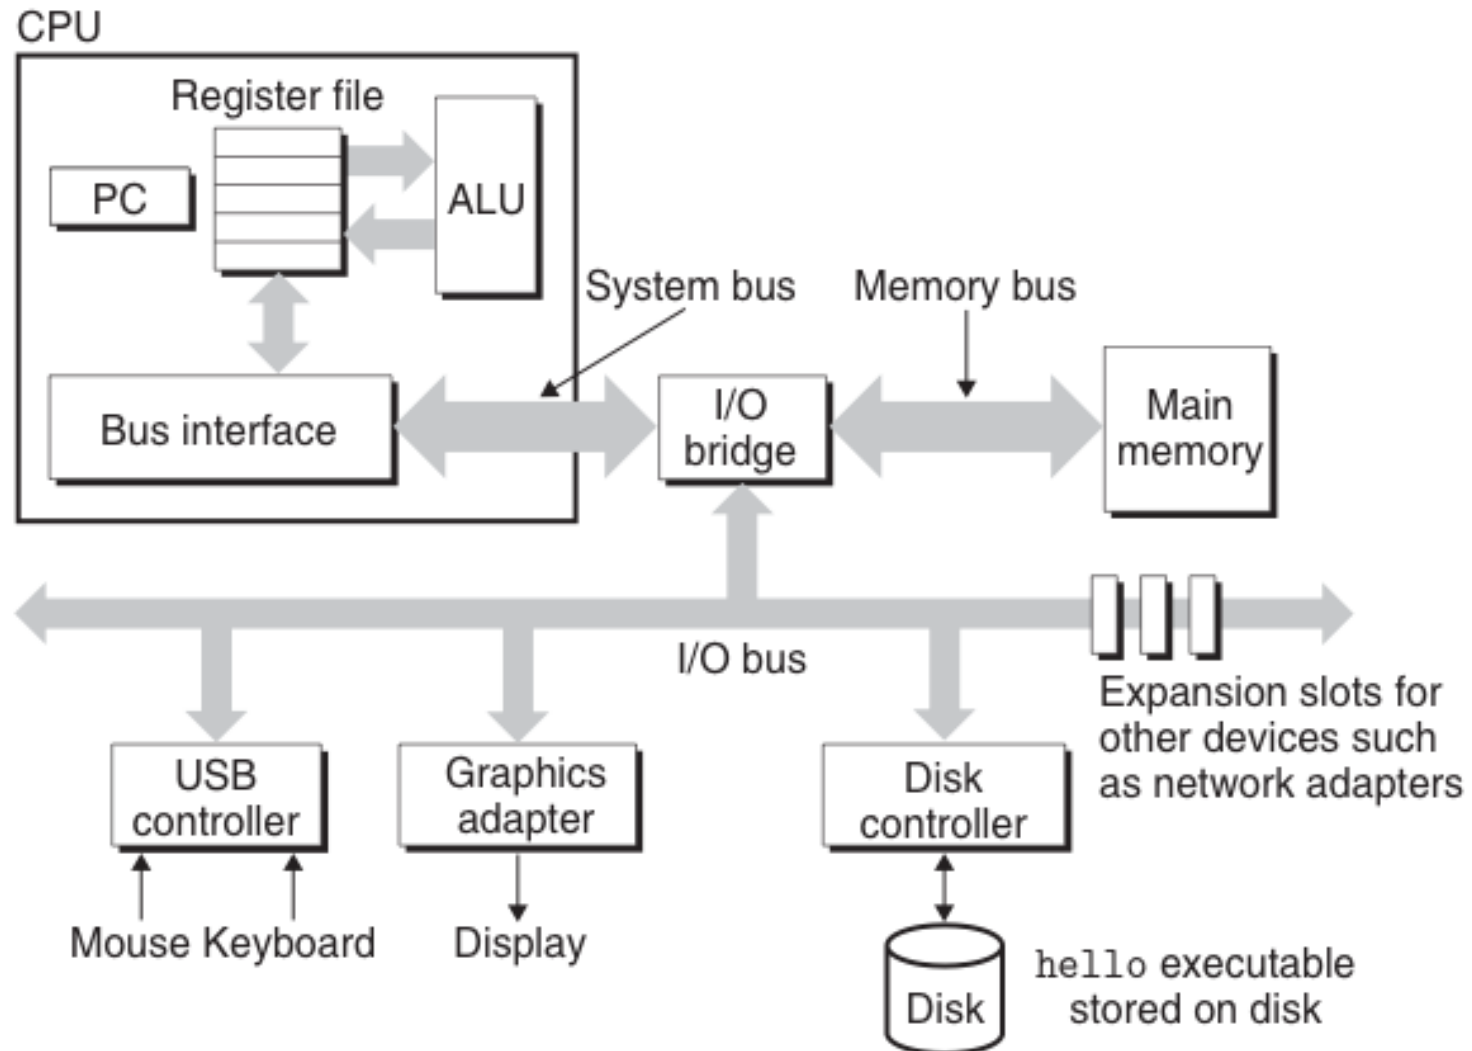 CPU
Register file
PC
ALU
System bus
Memory bus
Bus interface
I/O
bridge
Main
memory
I/O bus
Expansion slots for
other devices such
as network adapters
USB
controller
Graphics
adapter
Disk
controller
Mouse Keyboard
Display
Disk
hello executable
stored on disk